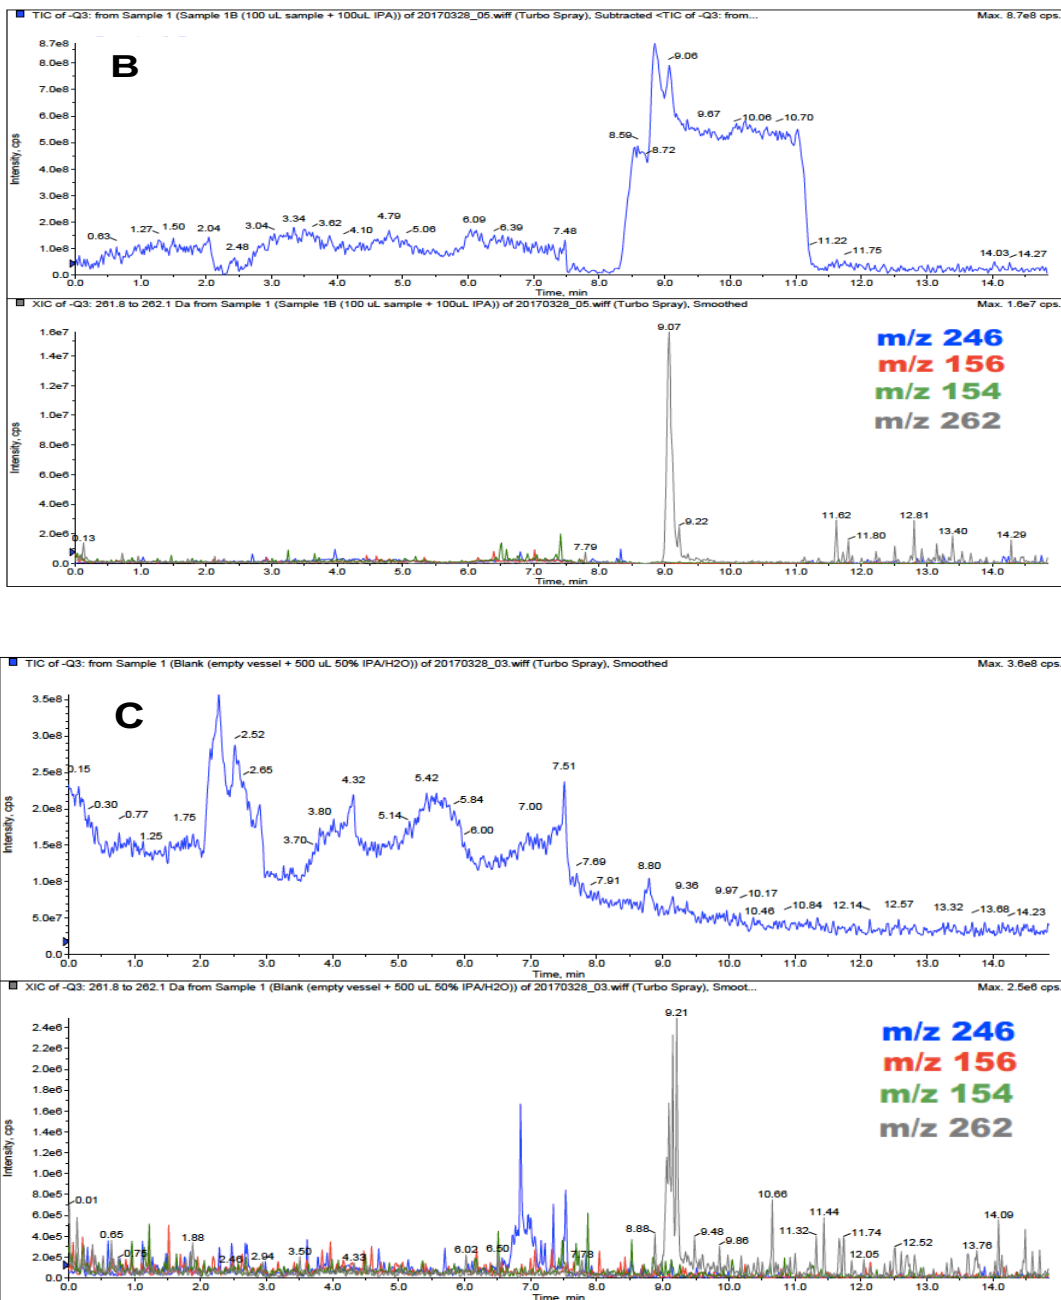 TIC of -Q3: from Sample 1 (Sample 1B (100 uL sample + 100uL IPA)) of 20170328_05.wiff (Turbo Spray), Subtracted <TIC of -Q3: from... Max. 8.7e8 cps.
B
8.7e8
8.0e8
7.0e8
6.0e8
5.0e8
4.0e8
3.0e8
2.0e8
1.0e8
0.0
Intensity, cps
0.63 1.27 1.50 2.04 2.48 3.04 3.34 3.62 4.10 4.79 5.06 6.09 6.39 7.48 8.59 8.72 9.06 9.67 10.06 10.70 11.22 11.75 14.03 14.27
0.0 1.0 2.0 3.0 4.0 5.0 6.0 7.0 8.0 9.0 10.0 11.0 12.0 13.0 14.0
Time, min
XIC of -Q3: 261.8 to 262.1 Da from Sample 1 (Sample 1B (100 uL sample + 100uL IPA)) of 20170328_05.wiff (Turbo Spray), Smoothed Max. 1.6e7 cps.
1.6e7
1.4e7
1.2e7
1.0e7
8.0e6
6.0e6
4.0e6
2.0e6
0.0
Intensity, cps
m/z 246
m/z 156
m/z 154
m/z 262
0.13 7.79 9.07 9.22 11.62 11.80 12.81 13.40 14.29
0.0 1.0 2.0 3.0 4.0 5.0 6.0 7.0 8.0 9.0 10.0 11.0 12.0 13.0 14.0
Time, min
TIC of -Q3: from Sample 1 (Blank (empty vessel + 500 uL 50% IPA/H2O)) of 20170328_03.wiff (Turbo Spray), Smoothed Max. 3.6e8 cps.
C
3.5e8
3.0e8
2.5e8
2.0e8
1.5e8
1.0e8
5.0e7
0.0
Intensity, cps
0.15 0.30 0.77 1.25 1.75 2.52 2.65 3.70 3.80 4.32 5.14 5.42 5.84 6.00 7.00 7.51 7.69 7.91 8.80 9.36 9.97 10.17 10.46 10.84 12.14 12.57 13.32 13.68 14.23
0.0 1.0 2.0 3.0 4.0 5.0 6.0 7.0 8.0 9.0 10.0 11.0 12.0 13.0 14.0
Time, min
XIC of -Q3: 261.8 to 262.1 Da from Sample 1 (Blank (empty vessel + 500 uL 50% IPA/H2O)) of 20170328_03.wiff (Turbo Spray), Smoot... Max. 2.5e6 cps.
2.4e6
2.2e6
2.0e6
1.8e6
1.6e6
1.4e6
1.2e6
1.0e6
8.0e5
6.0e5
4.0e5
2.0e5
0.0
Intensity, cps
m/z 246
m/z 156
m/z 154
m/z 262
0.01 0.65 0.75 1.88 2.46 2.94 3.50 4.33 6.02 6.50 7.78 8.88 9.21 9.48 9.86 10.66 11.32 11.44 11.74 12.05 12.52 13.76 14.09
0.0 1.0 2.0 3.0 4.0 5.0 6.0 7.0 8.0 9.0 10.0 11.0 12.0 13.0 14.0
Time, min